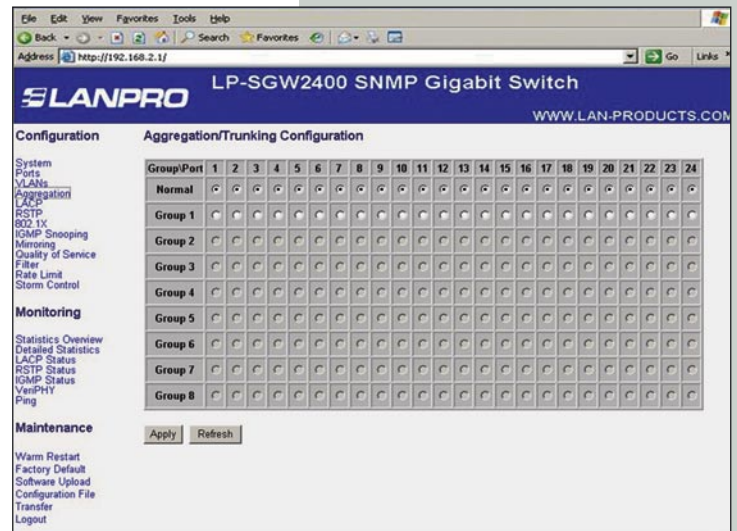 File Edit View Favorites Tools Help
Back Search Favorites
Address http://192.168.2.1/ Go Links
LANPRO LP-SGW2400 SNMP Gigabit Switch
WWW.LAN-PRODUCTS.COM
Configuration
System
Ports
VLANs
Aggregation
LACP
RSTP
802.1X
IGMP Snooping
Mirroring
Quality of Service
Filter
Rate Limit
Storm Control
Monitoring
Statistics Overview
Detailed Statistics
LACP Status
RSTP Status
IGMP Status
VeriPHY
Ping
Maintenance
Warm Restart
Factory Default
Software Upload
Configuration File
Transfer
Logout
Aggregation/Trunking Configuration
Group\Port 1 2 3 4 5 6 7 8 9 10 11 12 13 14 15 16 17 18 19 20 21 22 23 24
Normal
Group 1
Group 2
Group 3
Group 4
Group 5
Group 6
Group 7
Group 8
Apply Refresh